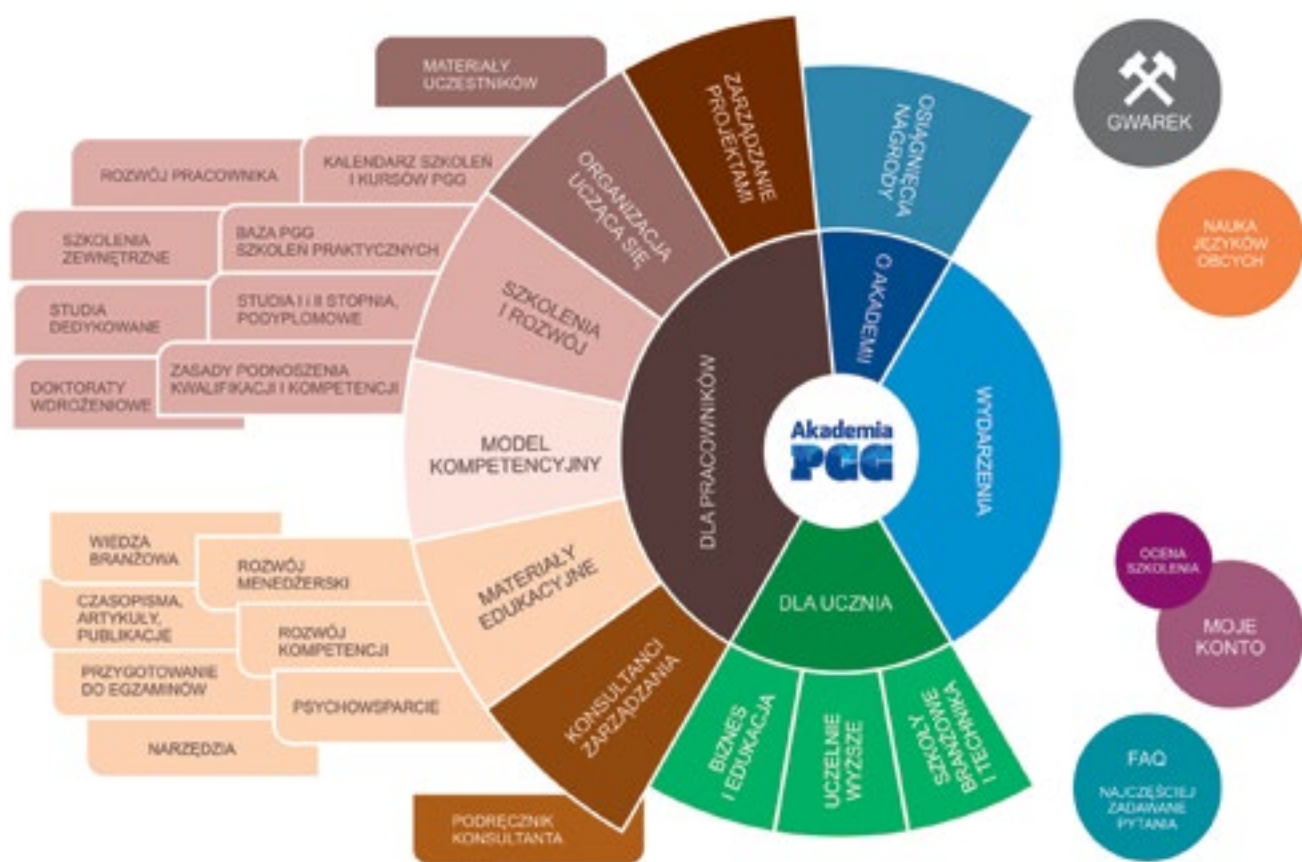 MATERIAŁY
UCZESTNIKÓW
ROZWÓJ PRACOWNIKA
KALENDARZ SZKOLEŃ
I KURSÓW PGG
SZKOLENIA
ZEWNĘTRZNE
BAZA PGG
SZKOLEŃ PRAKTYCZNYCH
STUDIA
DEDYKOWANE
STUDIA I i II STOPNIA,
PODYPLOMOWE
DOKTORATY
WDROŻENIOWE
ZASADY PODNOSZENIA
KWALIFIKACJI I KOMPETENCJI
WIEDZA
BRANŻOWA
ROZWÓJ
MENEDŻERSKI
CZASOPISMA,
ARTYKUŁY,
PUBLIKACJE
ROZWÓJ
KOMPETENCJI
PRZYGOTOWANIE
DO EGZAMINÓW
PSYCHOWSPARCIE
NARZĘDZIA
PODRĘCZNIK
KONSULTANTA
ZARZĄDZANIE
PROJEKTAMI
ORGANIZACJA
UCZĄCA SIĘ
SZKOLENIA
I ROZWÓJ
MODEL
KOMPETENCYJNY
MATERIAŁY
EDUKACYJNE
KONSULTANCI
ZARZĄDZANIA
DLA PRACOWNIKÓW
OSIĄGNIĘCIA
NAGRODY
O AKADEMII
WYDARZENIA
Akademia
PGG
DLA UCZNIA
BIZNES
I EDUKACJA
UCZELNIE
WYŻSZE
SZKOŁY
BRANŻOWE
I TECHNIKA
GWAREK
NAUKA
JĘZYKÓW
OBCYCH
OCENA
SZKOLENIA
MOJE
KONTO
FAQ
NAJCZĘŚCIEJ
ZADAWANE
PYTANIA